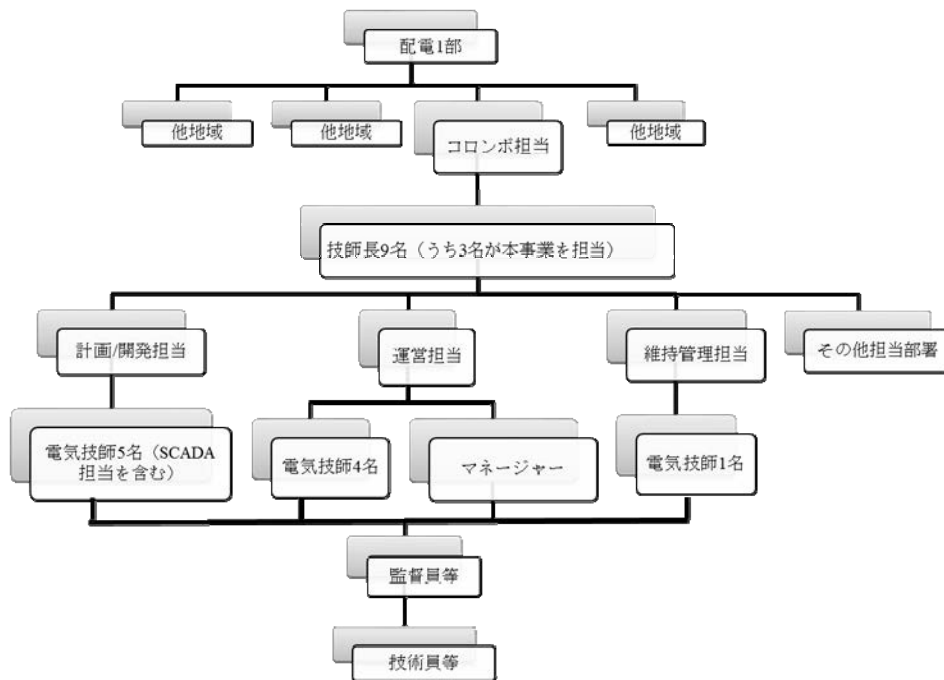 配電1部
他地域
他地域
コロンボ担当
他地域
技師長9名（うち3名が本事業を担当）
計画/開発担当
運営担当
維持管理担当
その他担当部署
電気技師5名（SCADA
担当を含む）
電気技師4名
マネージャー
電気技師1名
監督員等
技術員等